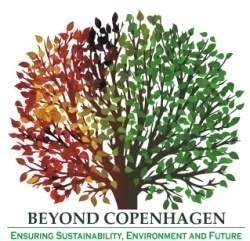 BEYOND COPENHAGEN
ENSURING SUSTAINABILITY, ENVIRONMENT AND FUTURE